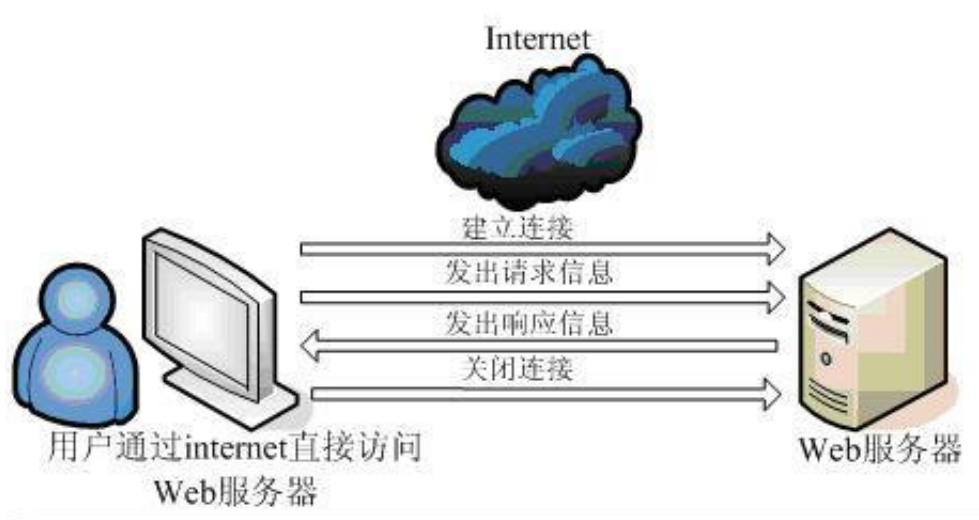 Internet
建立连接
发出请求信息
发出响应信息
关闭连接
用户通过internet直接访问
Web服务器
Web服务器